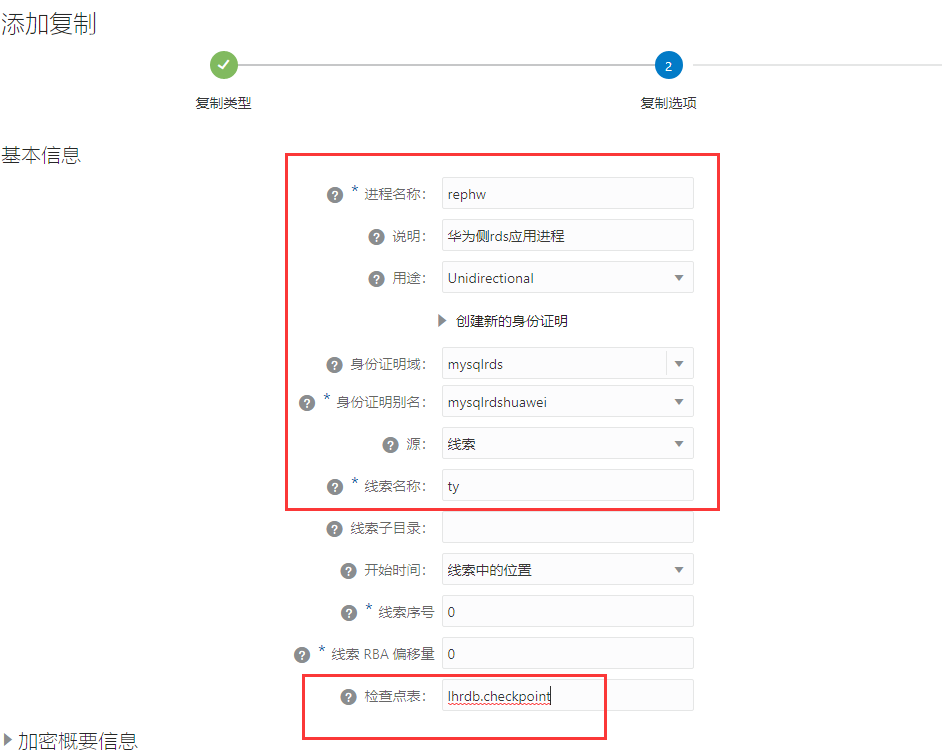 添加复制
2
复制类型
复制选项
基本信息
? * 进程名称: rephw
? 说明: 华为侧rds应用进程
? 用途: Unidirectional
创建新的身份证明
? 身份证明域: mysqlrds
? * 身份证明别名: mysqlrdshuawei
? 源: 线索
? * 线索名称: ty
? 线索子目录:
? 开始时间: 线索中的位置
? * 线索序号 0
? * 线索 RBA 偏移量 0
? 检查点表: lhrdb.checkpoint
加密概要信息